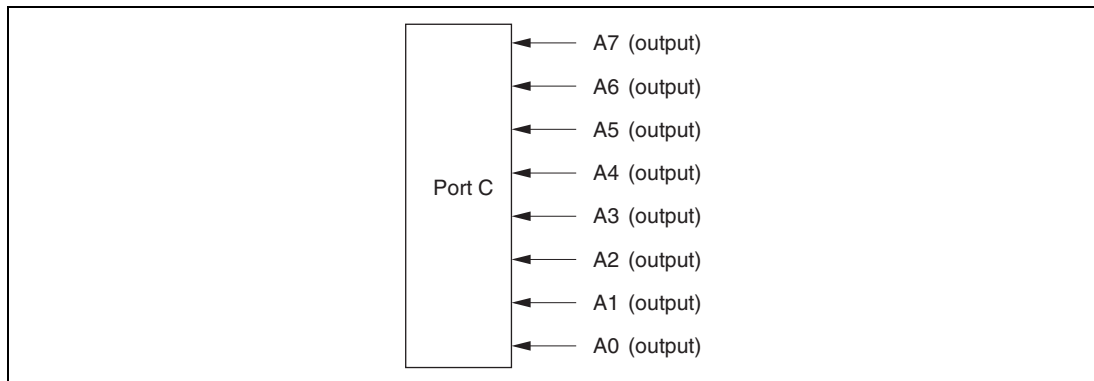 A7 (output)
A6 (output)
A5 (output)
A4 (output)
Port C
A3 (output)
A2 (output)
A1 (output)
A0 (output)